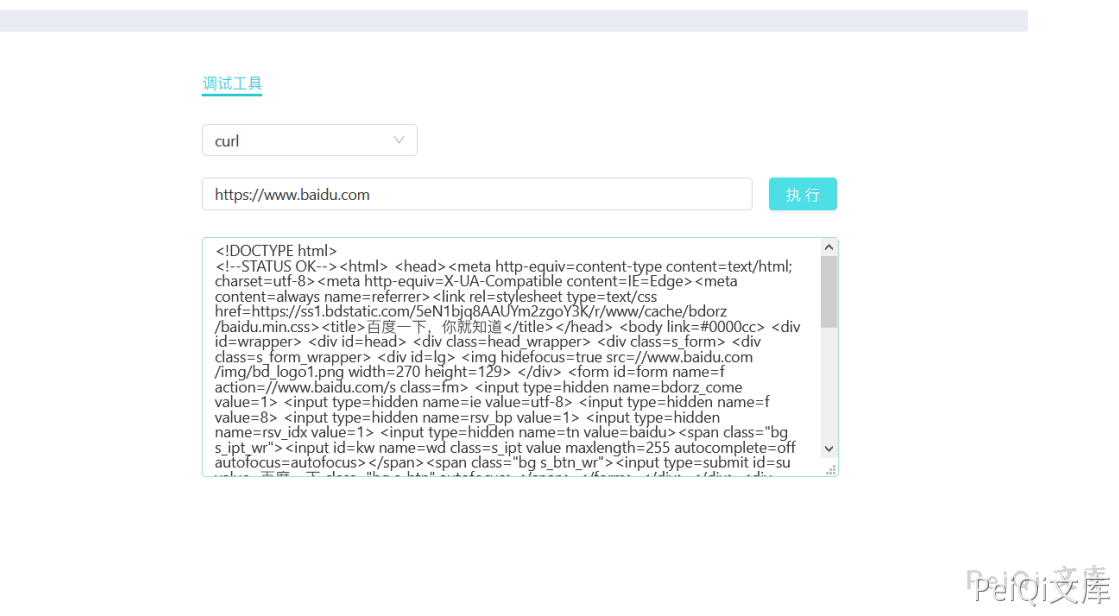 调试工具
curl
https://www.baidu.com
执 行
<!DOCTYPE html>
<!--STATUS OK--><html> <head><meta http-equiv=content-type content=text/html;
charset=utf-8><meta http-equiv=X-UA-Compatible content=IE=Edge><meta
content=always name=referrer><link rel=stylesheet type=text/css
href=https://ss1.bdstatic.com/5eN1bjq8AAUYm2zgoY3K/r/www/cache/bdorz
/baidu.min.css><title>百度一下，你就知道</title></head> <body link=#0000cc> <div
id=wrapper> <div id=head> <div class=head_wrapper> <div class=s_form> <div
class=s_form_wrapper> <div id=lg> <img hidefocus=true src=//www.baidu.com
/img/bd_logo1.png width=270 height=129> </div> <form id=form name=f
action=//www.baidu.com/s class=fm> <input type=hidden name=bdorz_come
value=1> <input type=hidden name=ie value=utf-8> <input type=hidden name=f
value=8> <input type=hidden name=rsv_bp value=1> <input type=hidden
name=rsv_idx value=1> <input type=hidden name=tn value=baidu><span class="bg
s_ipt_wr"><input id=kw name=wd class=s_ipt value maxlength=255 autocomplete=off
autofocus=autofocus></span><span class="bg s_btn_wr"><input type=submit id=su
PeiQi 文库
PeiQi文库